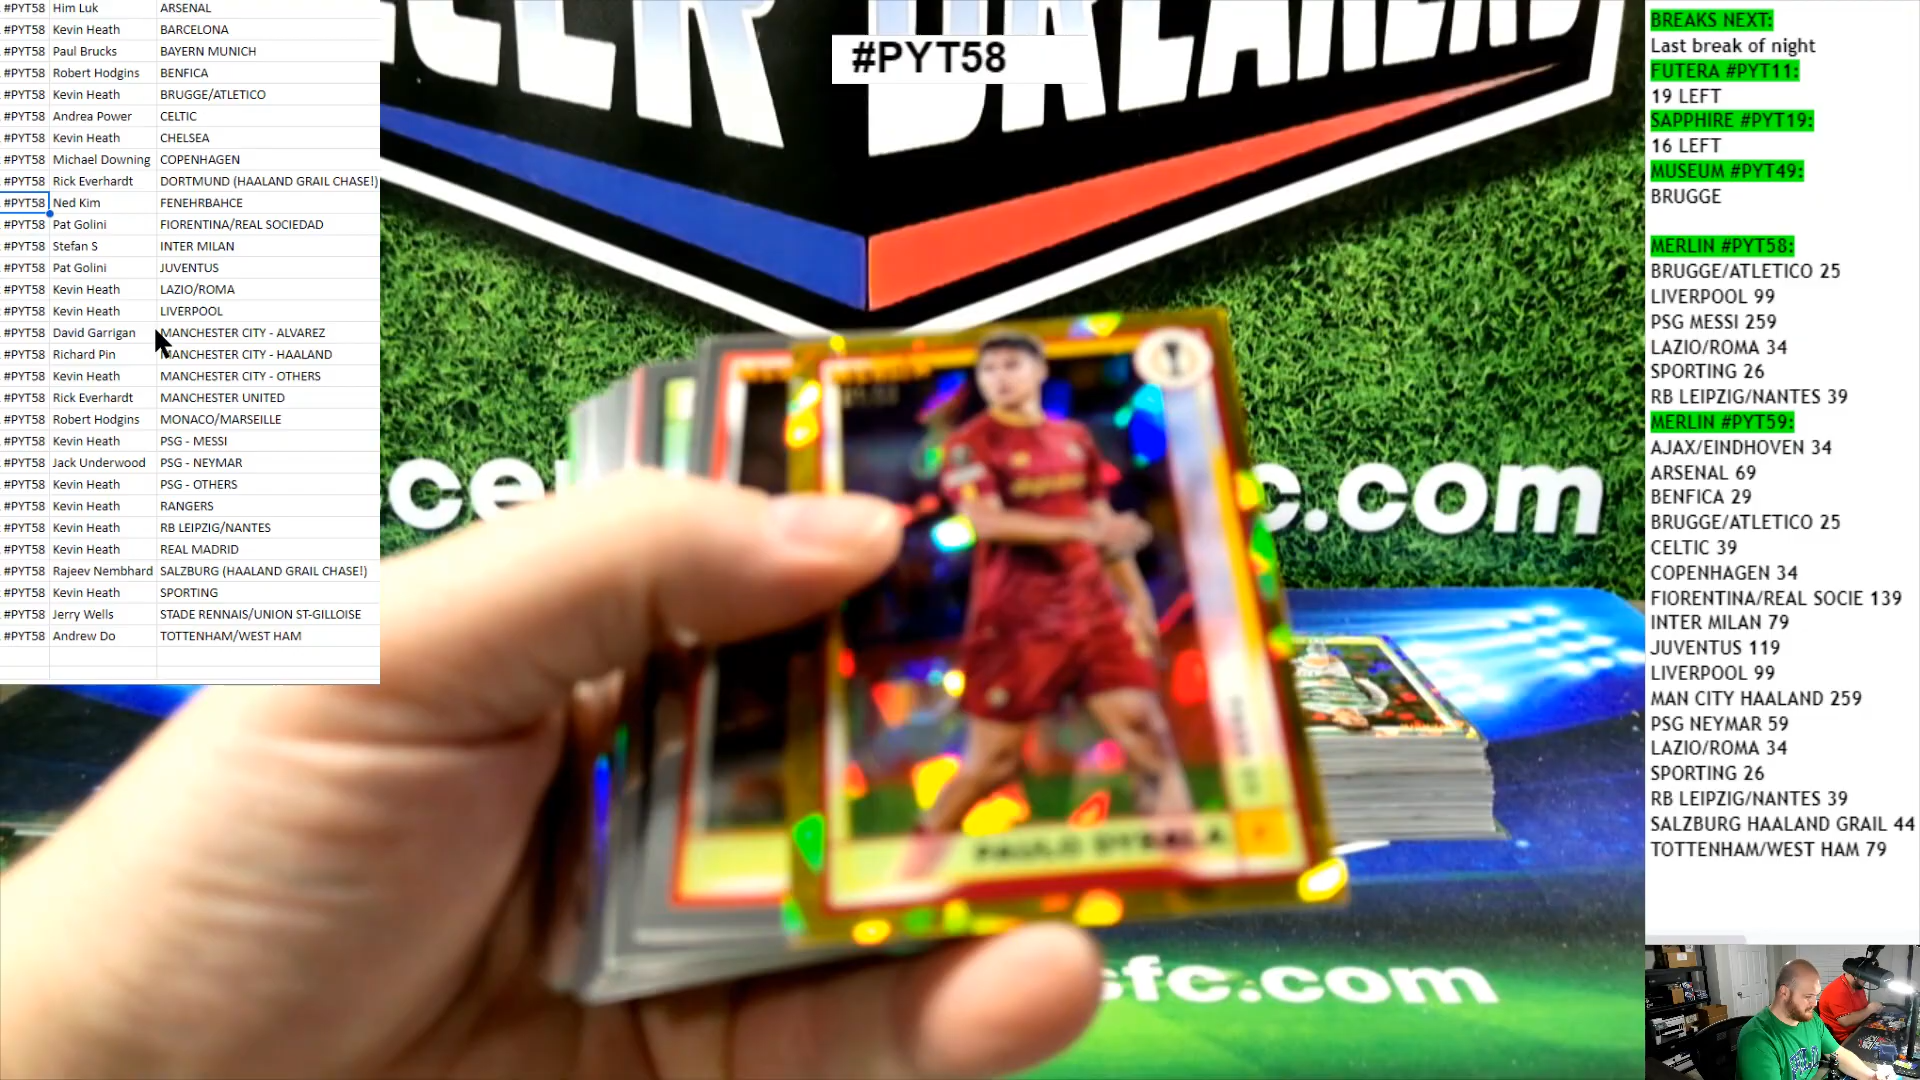 #PYT58 Him Luk ARSENAL
#PYT58 Kevin Heath BARCELONA
#PYT58 Paul Brucks BAYERN MUNICH
#PYT58 Robert Hodgins BENFICA
#PYT58 Kevin Heath BRUGGE/ATLETICO
#PYT58 Andrea Power CELTIC
#PYT58 Kevin Heath CHELSEA
#PYT58 Michael Downing COPENHAGEN
#PYT58 Rick Everhardt DORTMUND (HAALAND GRAIL CHASE!)
#PYT58 Ned Kim FENEHRBAHCE
#PYT58 Pat Golini FIORENTINA/REAL SOCIEDAD
#PYT58 Stefan S INTER MILAN
#PYT58 Pat Golini JUVENTUS
#PYT58 Kevin Heath LAZIO/ROMA
#PYT58 Kevin Heath LIVERPOOL
#PYT58 David Garrigan MANCHESTER CITY - ALVAREZ
#PYT58 Richard Pin MANCHESTER CITY - HAALAND
#PYT58 Kevin Heath MANCHESTER CITY - OTHERS
#PYT58 Rick Everhardt MANCHESTER UNITED
#PYT58 Robert Hodgins MONACO/MARSEILLE
#PYT58 Kevin Heath PSG - MESSI
#PYT58 Jack Underwood PSG - NEYMAR
#PYT58 Kevin Heath PSG - OTHERS
#PYT58 Kevin Heath RANGERS
#PYT58 Kevin Heath RB LEIPZIG/NANTES
#PYT58 Kevin Heath REAL MADRID
#PYT58 Rajeev Nembhard SALZBURG (HAALAND GRAIL CHASE!)
#PYT58 Kevin Heath SPORTING
#PYT58 Jerry Wells STADE RENNAIS/UNION ST-GILLOISE
#PYT58 Andrew Do TOTTENHAM/WEST HAM
#PYT58
c.com
PAULO DYBALA
sfc.com
BREAKS NEXT:
Last break of night
FUTERA #PYT11:
19 LEFT
SAPPHIRE #PYT19:
16 LEFT
MUSEUM #PYT49:
BRUGGE
MERLIN #PYT58:
BRUGGE/ATLETICO 25
LIVERPOOL 99
PSG MESSI 259
LAZIO/ROMA 34
SPORTING 26
RB LEIPZIG/NANTES 39
MERLIN #PYT59:
AJAX/EINDHOVEN 34
ARSENAL 69
BENFICA 29
BRUGGE/ATLETICO 25
CELTIC 39
COPENHAGEN 34
FIORENTINA/REAL SOCIE 139
INTER MILAN 79
JUVENTUS 119
LIVERPOOL 99
MAN CITY HAALAND 259
PSG NEYMAR 59
LAZIO/ROMA 34
SPORTING 26
RB LEIPZIG/NANTES 39
SALZBURG HAALAND GRAIL 44
TOTTENHAM/WEST HAM 79